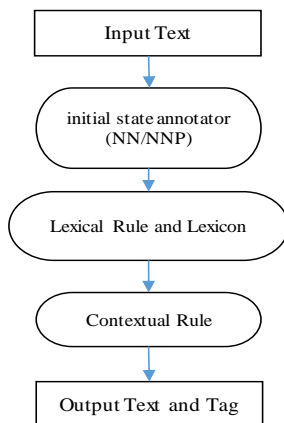 Input Text
initial state annotator
(NN/NNP)
Lexical Rule and Lexicon
Contextual Rule
Output Text and Tag